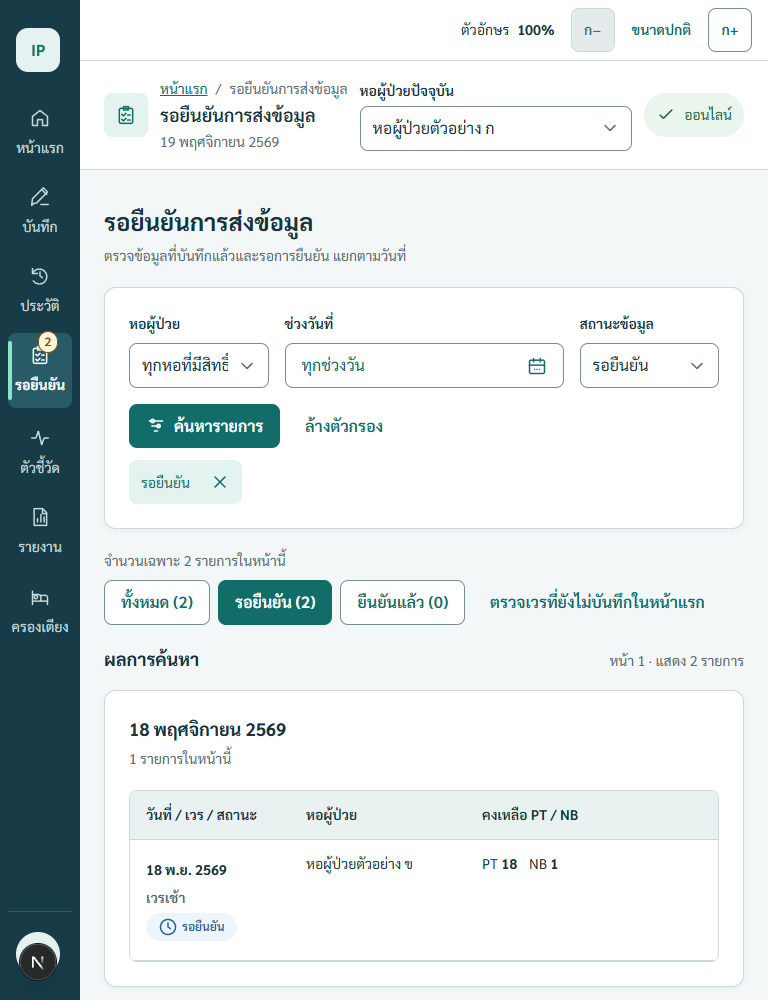 IP
หน้าแรก
บันทึก
ประวัติ
2
รอยืนยัน
ตัวชี้วัด
รายงาน
ครองเตียง
N
ตัวอักษร 100% ก− ขนาดปกติ ก+
หน้าแรก / รอยืนยันการส่งข้อมูล
รอยืนยันการส่งข้อมูล
19 พฤศจิกายน 2569
หอผู้ป่วยปัจจุบัน
หอผู้ป่วยตัวอย่าง ก
ออนไลน์
รอยืนยันการส่งข้อมูล
ตรวจข้อมูลที่บันทึกแล้วและรอการยืนยัน แยกตามวันที่
หอผู้ป่วย ช่วงวันที่ สถานะข้อมูล
ทุกหอที่มีสิทธิ์ ทุกช่วงวัน รอยืนยัน
ค้นหารายการ ล้างตัวกรอง
รอยืนยัน
จำนวนเฉพาะ 2 รายการในหน้านี้
ทั้งหมด (2) รอยืนยัน (2) ยืนยันแล้ว (0) ตรวจเวรที่ยังไม่บันทึกในหน้าแรก
ผลการค้นหา หน้า 1 · แสดง 2 รายการ
18 พฤศจิกายน 2569
1 รายการในหน้านี้
วันที่ / เวร / สถานะ หอผู้ป่วย คงเหลือ PT / NB
18 พ.ย. 2569 หอผู้ป่วยตัวอย่าง ข PT 18 NB 1
เวรเช้า
รอยืนยัน